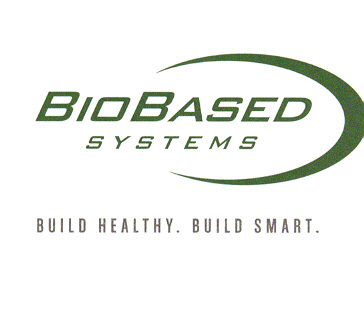 BIOBASED
SYSTEMS
BUILD HEALTHY. BUILD SMART.